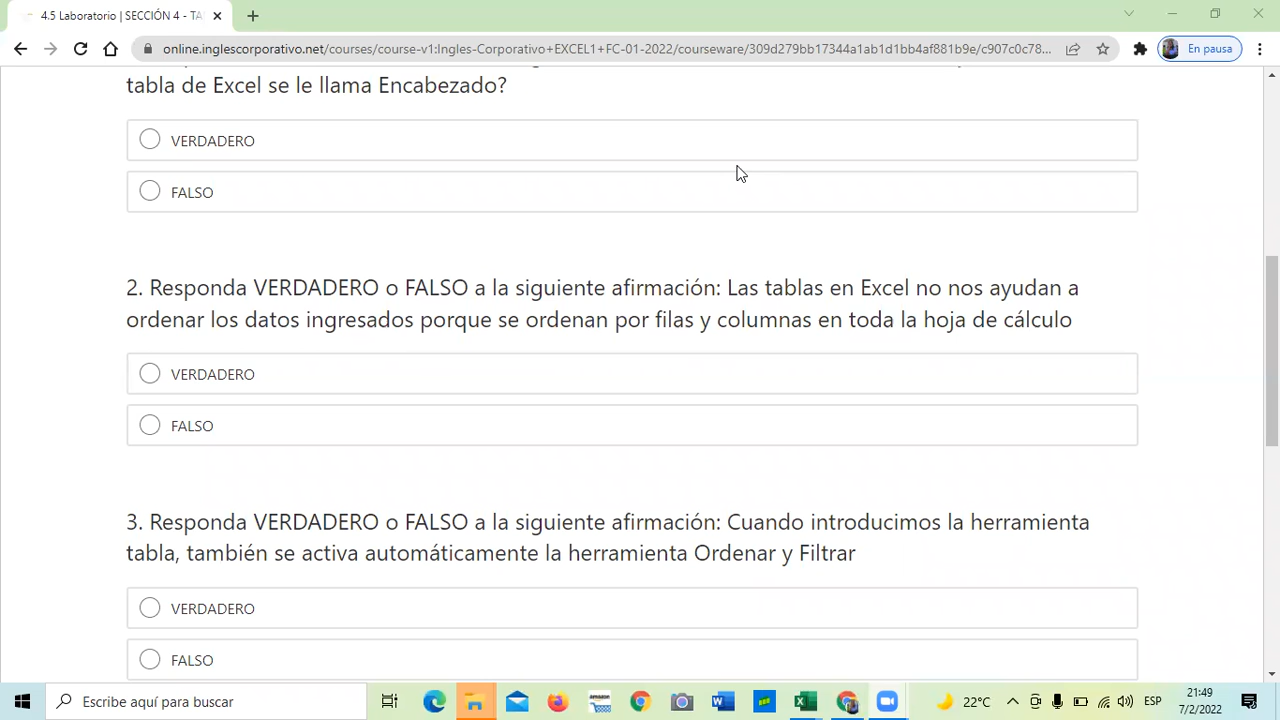 4.5 Laboratorio | SECCIÓN 4 - TA
online.inglescorporativo.net/courses/course-v1:Ingles-Corporativo+EXCEL1+FC-01-2022/courseware/309d279bb17344a1ab1d1bb4af881b9e/c907c0c78...
En pausa
tabla de Excel se le llama Encabezado?
VERDADERO
FALSO
2. Responda VERDADERO o FALSO a la siguiente afirmación: Las tablas en Excel no nos ayudan a
ordenar los datos ingresados porque se ordenan por filas y columnas en toda la hoja de cálculo
VERDADERO
FALSO
3. Responda VERDADERO o FALSO a la siguiente afirmación: Cuando introducimos la herramienta
tabla, también se activa automáticamente la herramienta Ordenar y Filtrar
VERDADERO
FALSO
Escribe aquí para buscar
22°C
ESP
21:49
7/2/2022